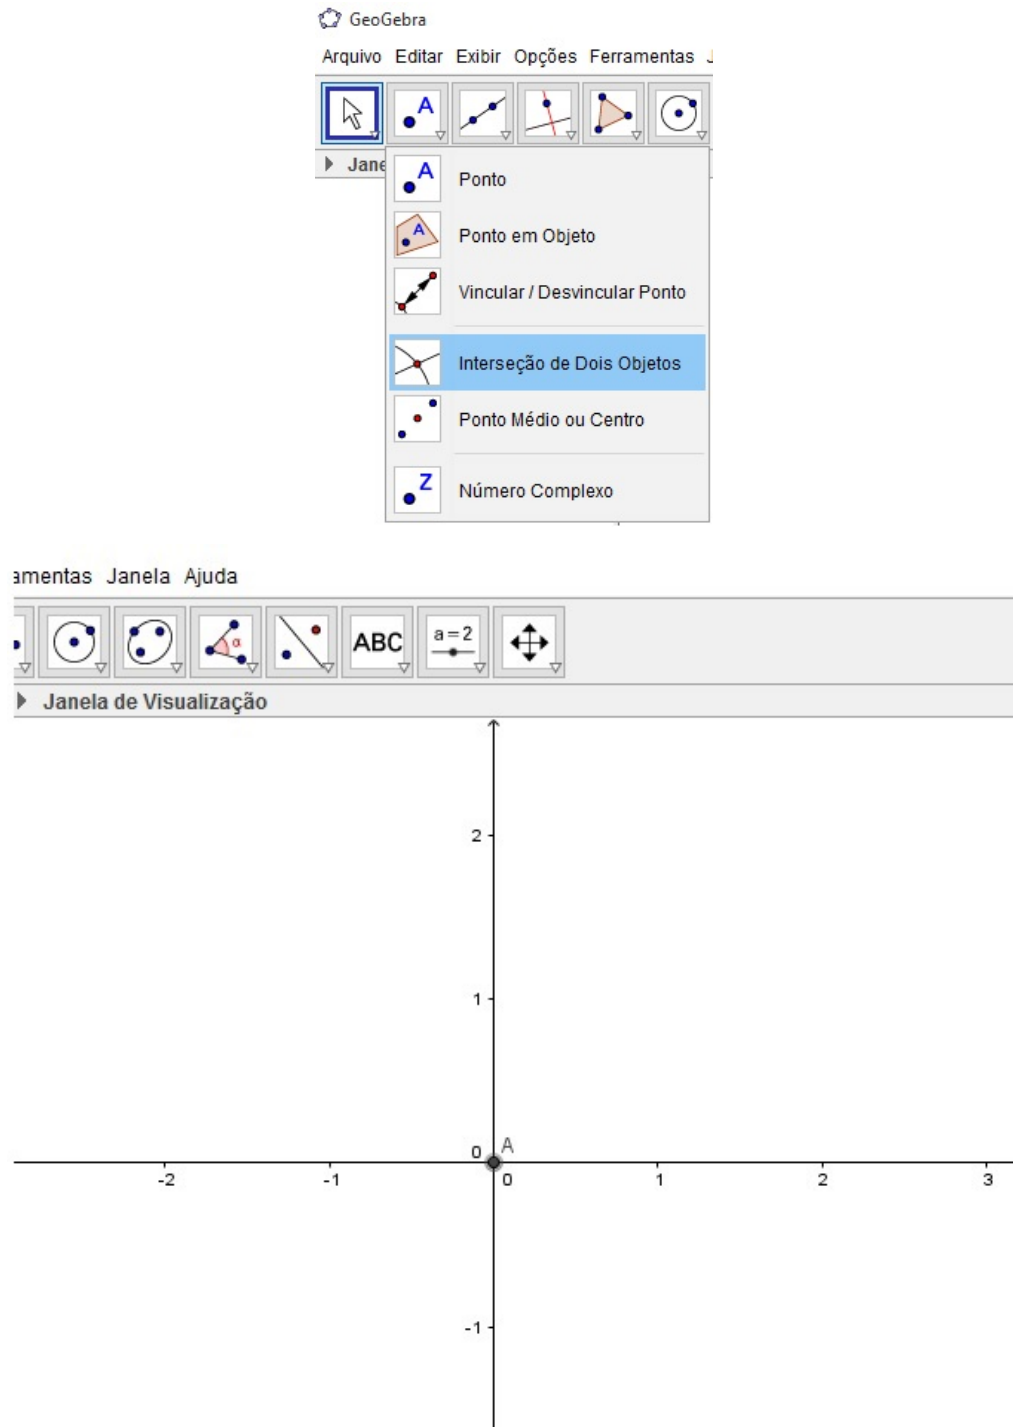 GeoGebra
Arquivo Editar Exibir Opções Ferramentas
A
Jane
A Ponto
A Ponto em Objeto
Vincular / Desvincular Ponto
Interseção de Dois Objetos
Ponto Médio ou Centro
Z Número Complexo
amentas Janela Ajuda
α ABC a=2
Janela de Visualização
2
1
0 A
-2 -1 0 1 2 3
-1